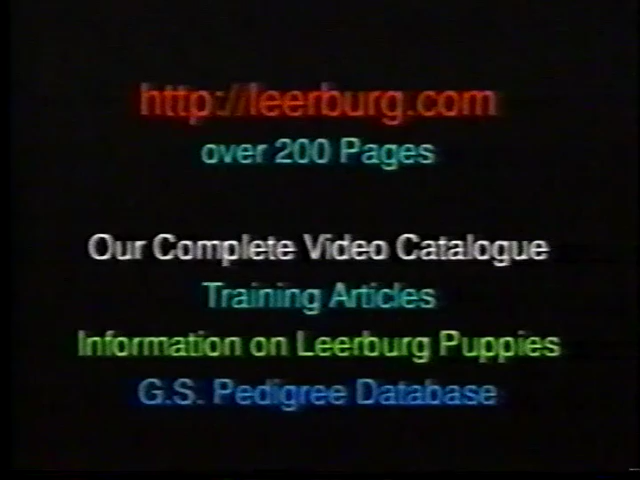 http://leerburg.com
over 200 Pages
Our Complete Video Catalogue
Training Articles
Information on Leerburg Puppies
G.S. Pedigree Database